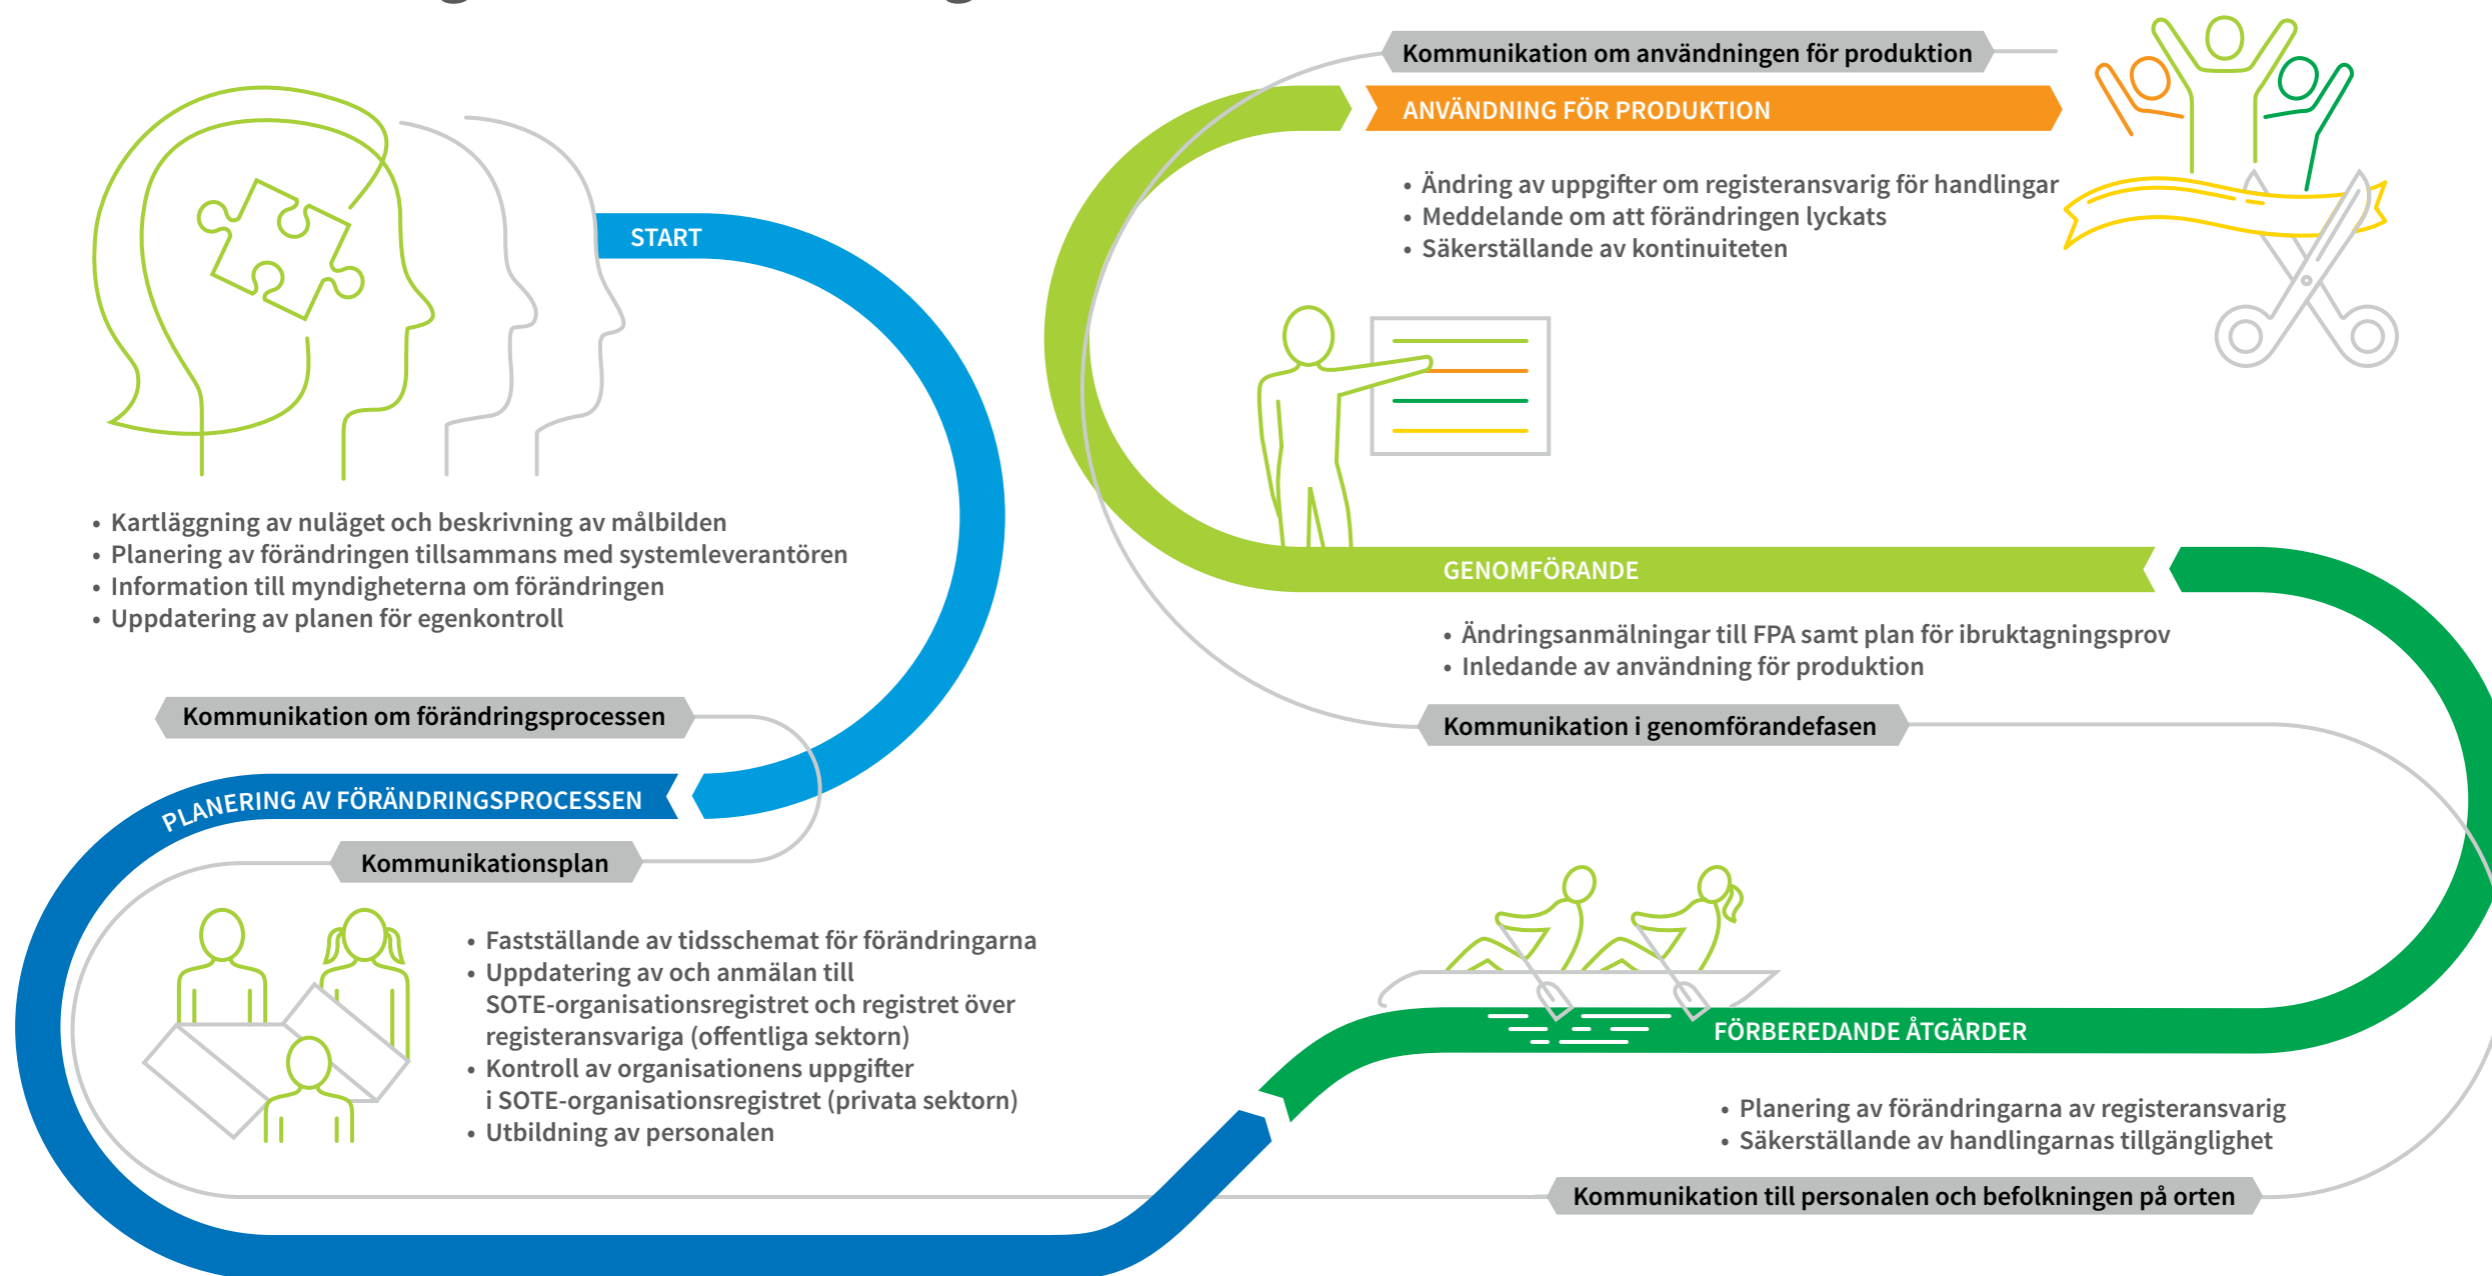 START
• Kartläggning av nuläget och beskrivning av målbilden
• Planering av förändringen tillsammans med systemleverantören
• Information till myndigheterna om förändringen
• Uppdatering av planen för egenkontroll
Kommunikation om förändringsprocessen
PLANERING AV FÖRÄNDRINGSPROCESSEN
Kommunikationsplan
• Fastställande av tidsschemat för förändringarna
• Uppdatering av och anmälan till
SOTE-organisationsregistret och registret över
registeransvariga (offentliga sektorn)
• Kontroll av organisationens uppgifter
i SOTE-organisationsregistret (privata sektorn)
• Utbildning av personalen
FÖRBEREDANDE ÅTGÄRDER
• Planering av förändringarna av registeransvarig
• Säkerställande av handlingarnas tillgänglighet
Kommunikation till personalen och befolkningen på orten
GENOMFÖRANDE
• Ändringsanmälningar till FPA samt plan för ibruktagningsprov
• Inledande av användning för produktion
Kommunikation i genomförandefasen
Kommunikation om användningen för produktion
ANVÄNDNING FÖR PRODUKTION
• Ändring av uppgifter om registeransvarig för handlingar
• Meddelande om att förändringen lyckats
• Säkerställande av kontinuiteten